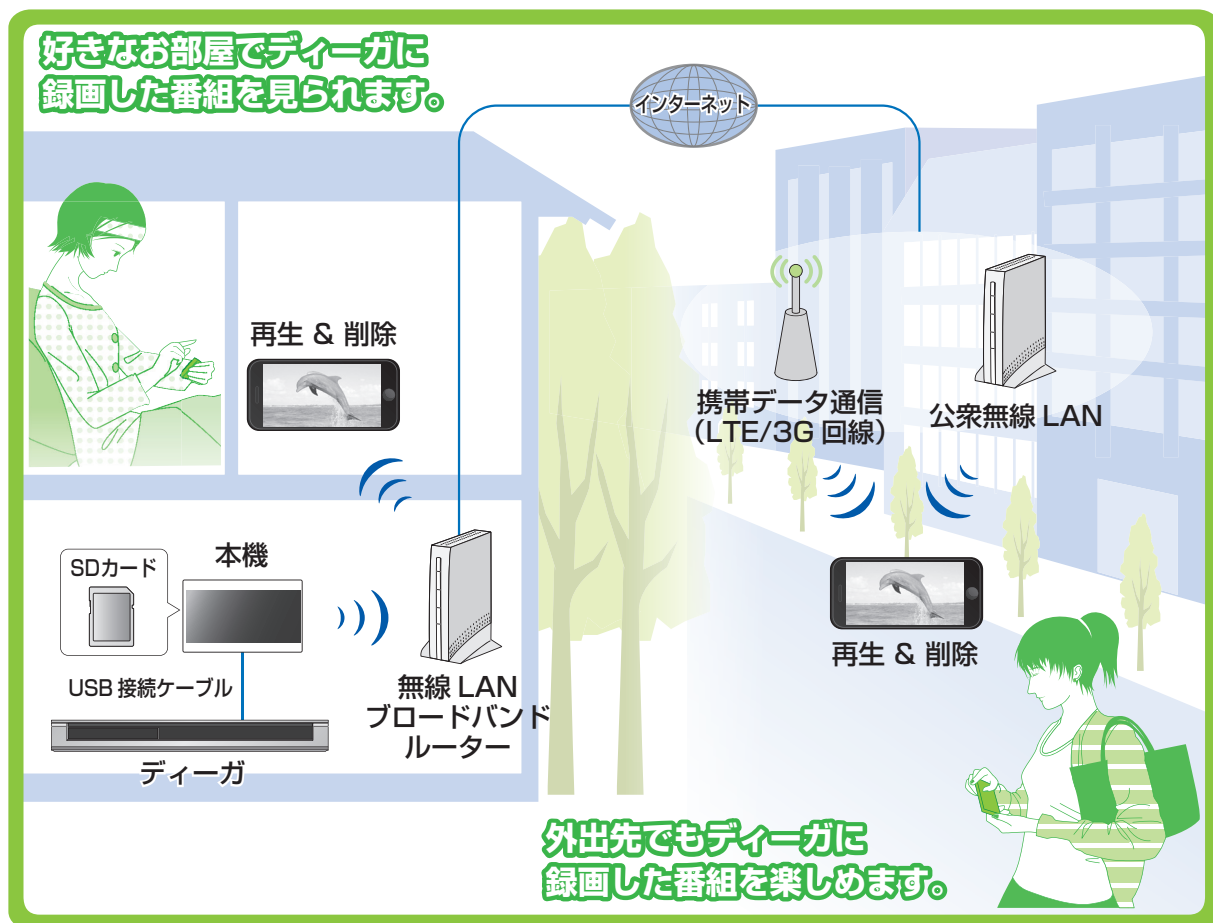 好きなお部屋でディーガに
録画した番組を見られます。
インターネット
再生 & 削除
携帯データ通信
（LTE/3G 回線）
公衆無線 LAN
SDカード
本機
USB 接続ケーブル
無線 LAN
ブロードバンド
ルーター
ディーガ
再生 & 削除
外出先でもディーガに
録画した番組を楽しめます。